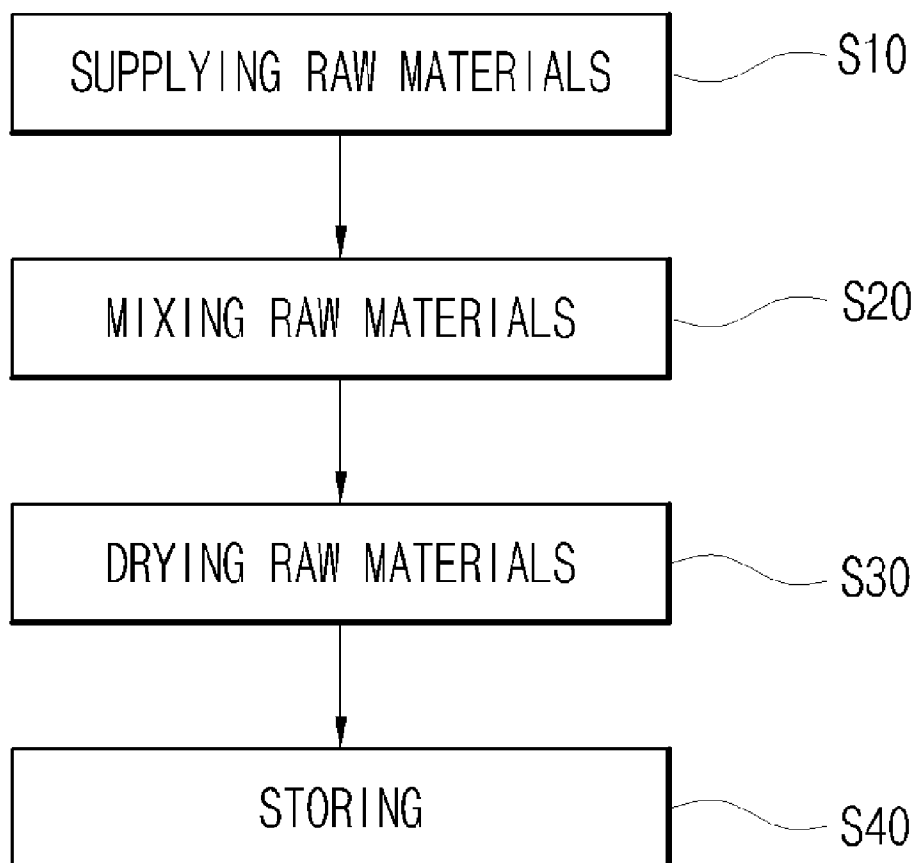 SUPPLYING RAW MATERIALS
S10
MIXING RAW MATERIALS
S20
DRYING RAW MATERIALS
S30
STORING
S40